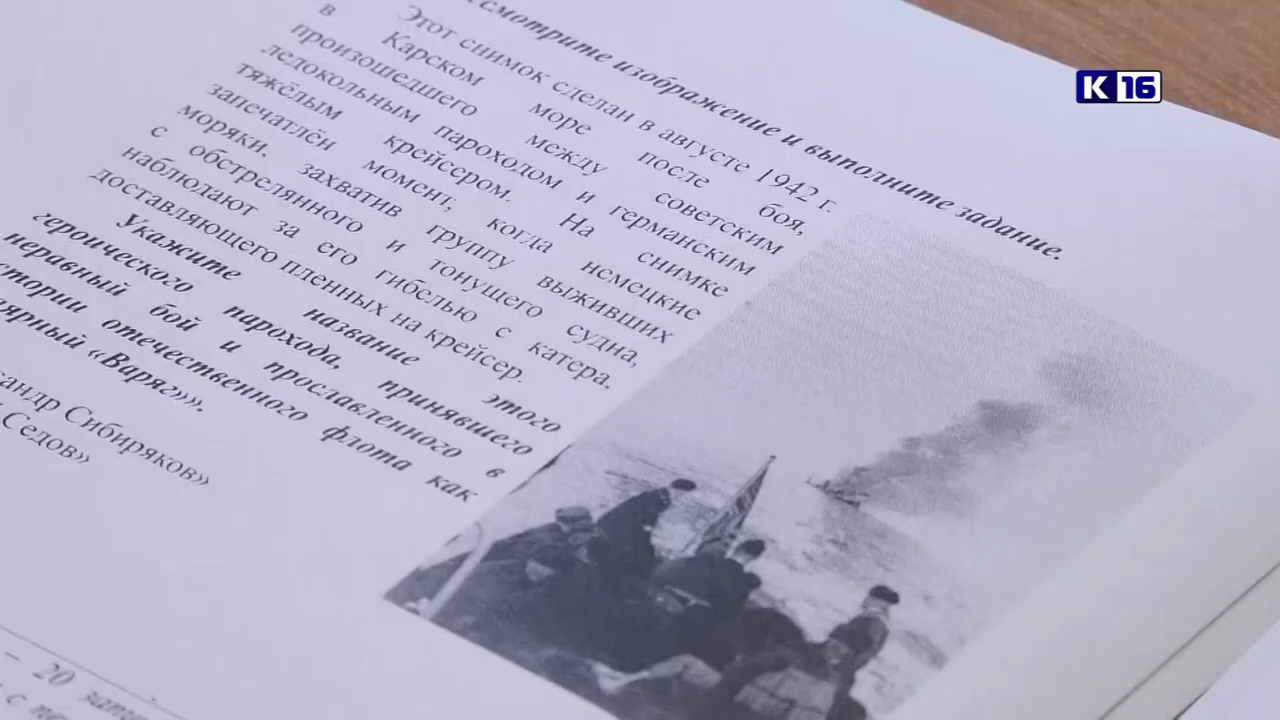 К 16
смотрите изображение и выполните задание.
Этот снимок сделан в августе 1942 г.
в Карском море после боя,
произошедшего между советским
ледокольным пароходом и германским
тяжёлым крейсером. На снимке
запечатлён момент, когда немецкие
моряки, захватив группу выживших
с обстрелянного и тонущего судна,
наблюдают за его гибелью с катера,
доставляющего пленных на крейсер.
Укажите название этого
героического парохода, принявшего
неравный бой и прославленного в
стории отечественного флота как
лярный «Варяг»».
сандр Сибиряков»
Седов»
– 20